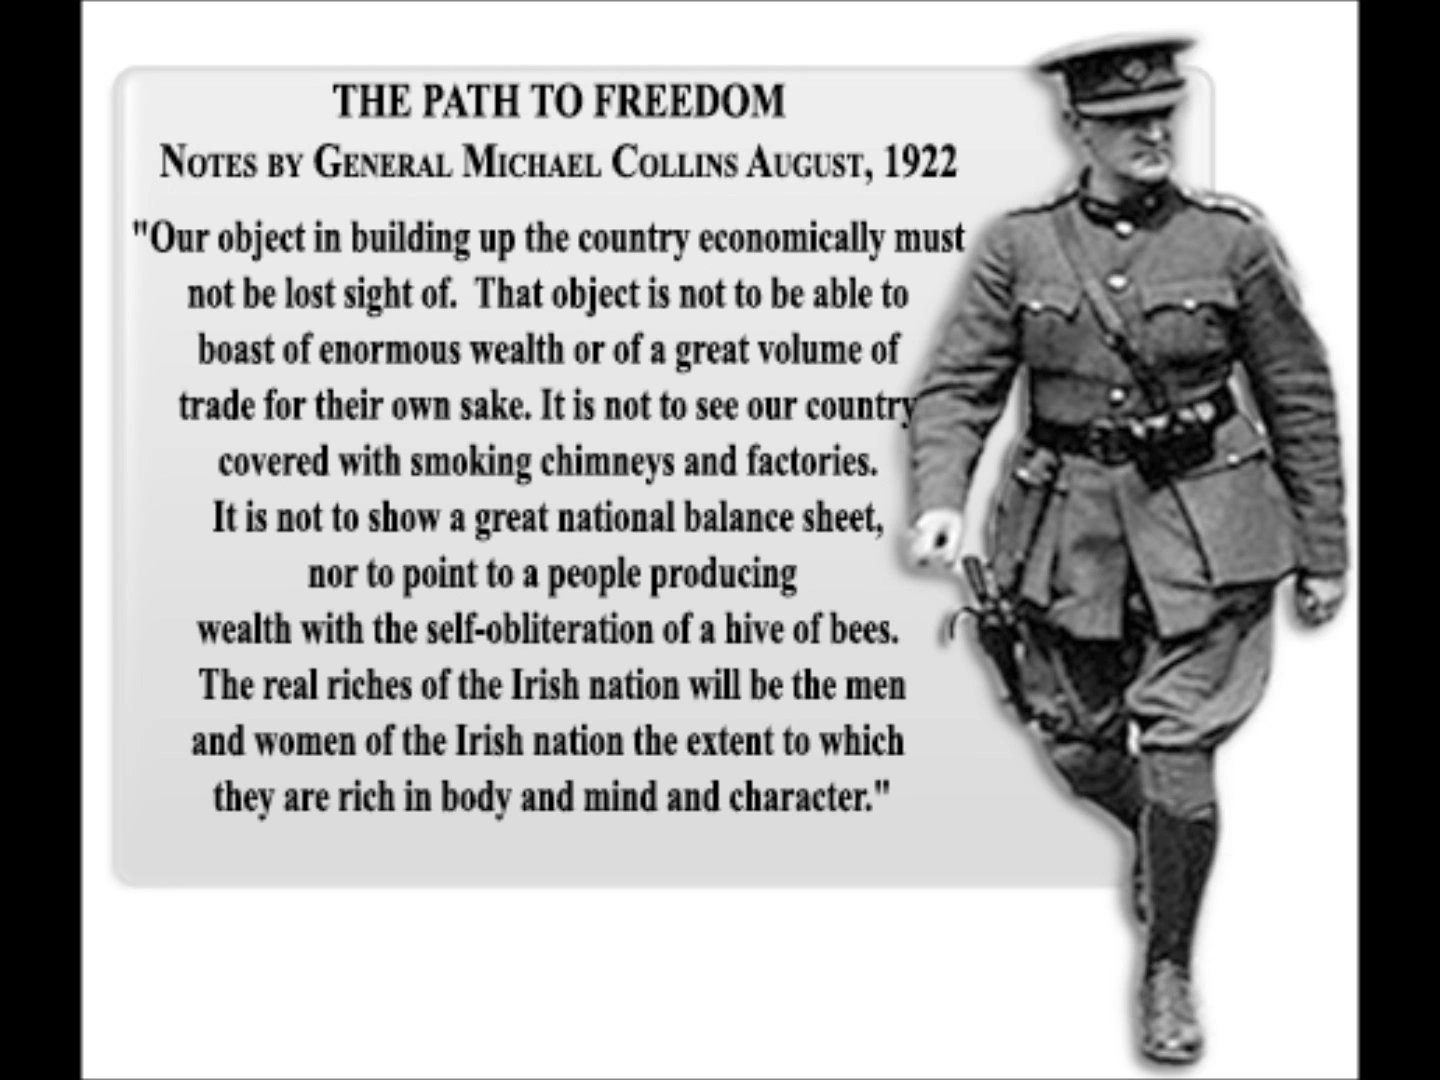 THE PATH TO FREEDOM
NOTES BY GENERAL MICHAEL COLLINS AUGUST, 1922
"Our object in building up the country economically must
not be lost sight of.  That object is not to be able to
boast of enormous wealth or of a great volume of
trade for their own sake. It is not to see our country
covered with smoking chimneys and factories.
It is not to show a great national balance sheet,
nor to point to a people producing
wealth with the self-obliteration of a hive of bees.
The real riches of the Irish nation will be the men
and women of the Irish nation the extent to which
they are rich in body and mind and character."